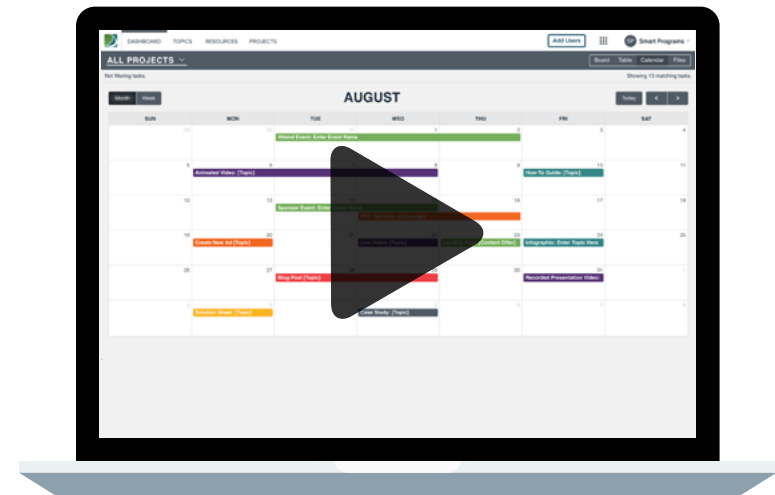 DASHBOARD TOPICS RESOURCES PROJECTS Add Users SP Smart Programs
ALL PROJECTS Board Table Calendar Files
Not filtering tasks. Showing 13 matching tasks.
Month Week AUGUST Today < >
SUN MON TUE WED THU FRI SAT
1 2 3 4
Attend Event: Enter Event Name
5 6 8 9 10 11
Animated Video: [Topic] How-To Guide: [Topic]
12 13 16 17 18
Sponsor Event: Enter
19 20 23 24 25
Create New Ad [Topic] [Content Offer] Infographic: Enter Topic Here
26 27 29 30 31
Blog Post [Topic] Recorded Presentation Video:
Solution Sheet: [Topic] Case Study: [Topic]